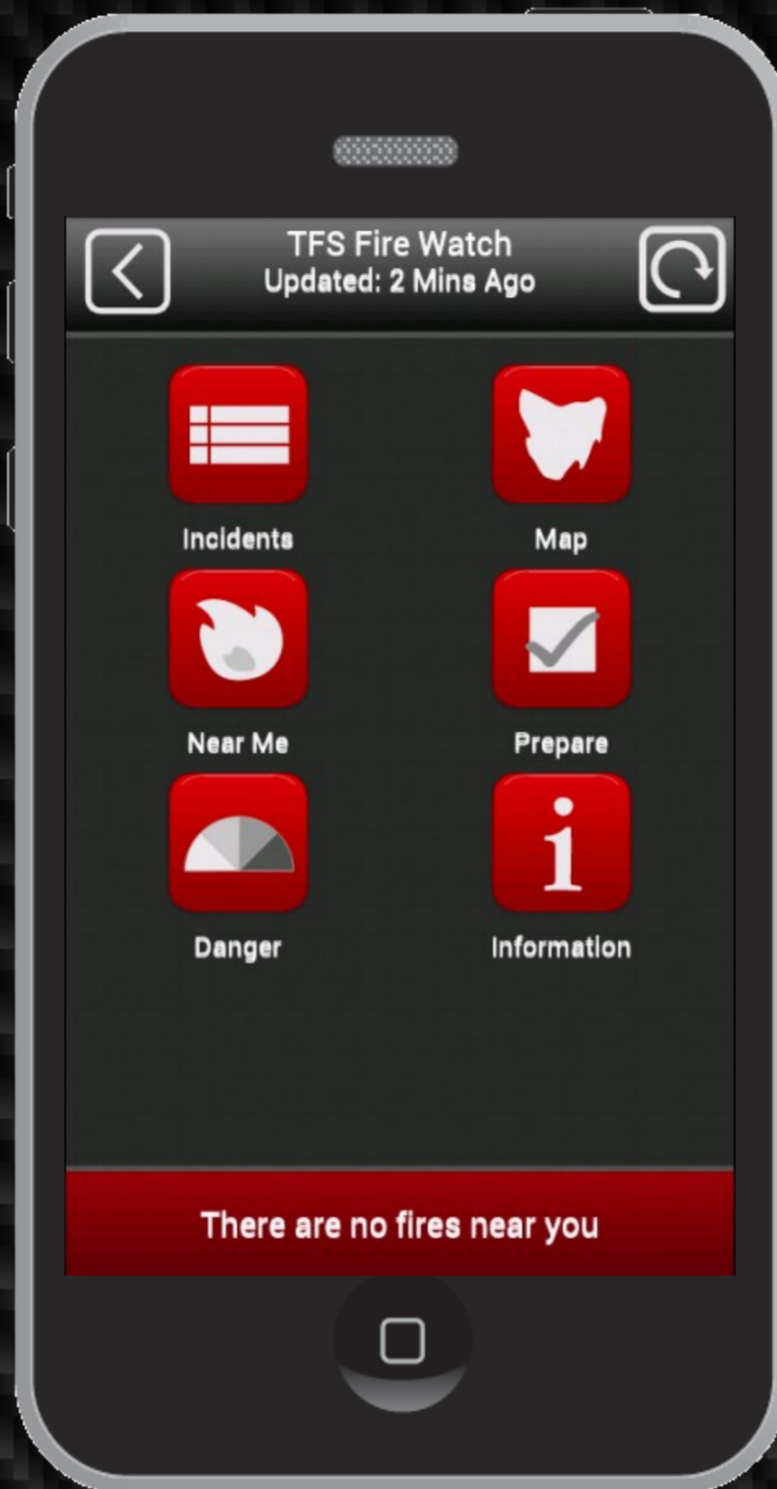 TFS Fire Watch
Updated: 2 Mins Ago
Incidents
Map
Near Me
Prepare
i
Danger
Information
There are no fires near you